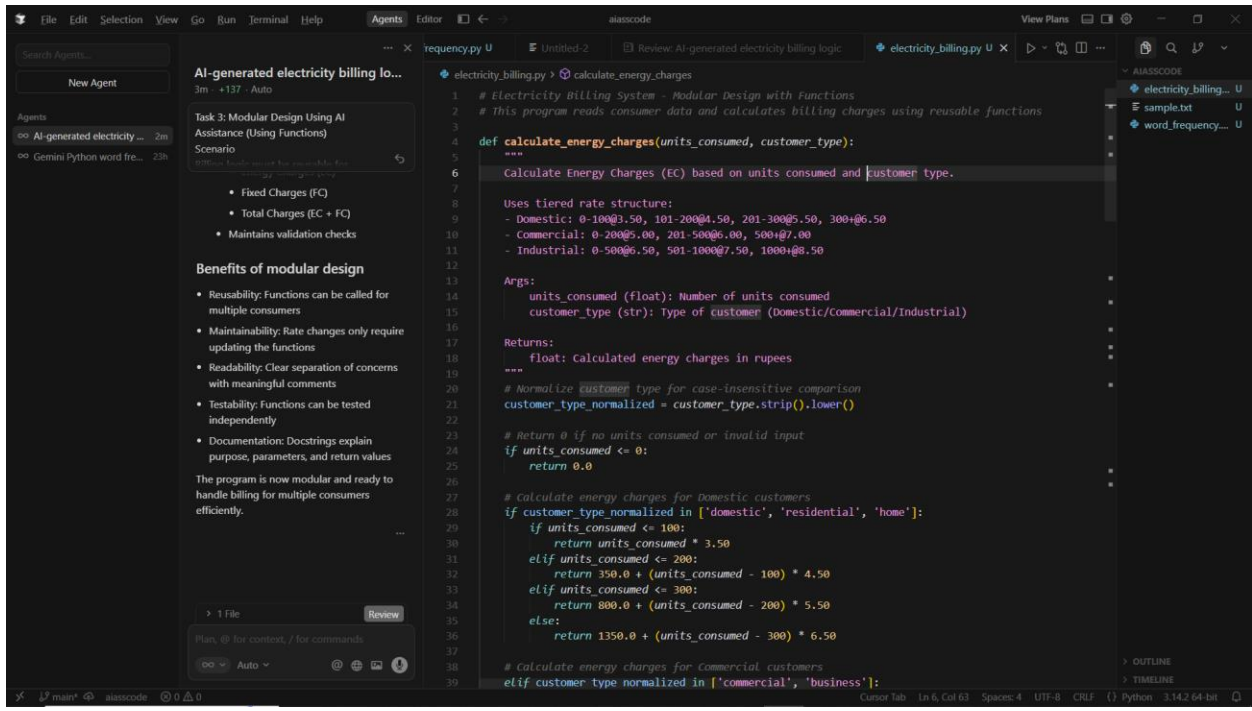 File Edit Selection View Go Run Terminal Help
Agents Editor
aiasscode
View Plans
Search Agents...
New Agent
Agents
AI-generated electricity ... 2m
Gemini Python word fre... 23h
AI-generated electricity billing lo...
3m · +137 · Auto
Task 3: Modular Design Using AI
Assistance (Using Functions)
Scenario
• Fixed Charges (FC)
• Total Charges (EC + FC)
• Maintains validation checks
Benefits of modular design
• Reusability: Functions can be called for
multiple consumers
• Maintainability: Rate changes only require
updating the functions
• Readability: Clear separation of concerns
with meaningful comments
• Testability: Functions can be tested
independently
• Documentation: Docstrings explain
purpose, parameters, and return values
The program is now modular and ready to
handle billing for multiple consumers
efficiently.
> 1 File Review
Plan, @ for context, / for commands
Auto
requency.py U Untitled-2 Review: AI-generated electricity billing logic electricity_billing.py U
electricity_billing.py > calculate_energy_charges
1 # Electricity Billing System - Modular Design with Functions
2 # This program reads consumer data and calculates billing charges using reusable functions
3
4 def calculate_energy_charges(units_consumed, customer_type):
5 """
6 Calculate Energy Charges (EC) based on units consumed and customer type.
7
8 Uses tiered rate structure:
9 - Domestic: 0-100@3.50, 101-200@4.50, 201-300@5.50, 300+@6.50
10 - Commercial: 0-200@5.00, 201-500@6.00, 500+@7.00
11 - Industrial: 0-500@6.50, 501-1000@7.50, 1000+@8.50
12
13 Args:
14 units_consumed (float): Number of units consumed
15 customer_type (str): Type of customer (Domestic/Commercial/Industrial)
16
17 Returns:
18 float: Calculated energy charges in rupees
19 """
20 # Normalize customer type for case-insensitive comparison
21 customer_type_normalized = customer_type.strip().lower()
22
23 # Return 0 if no units consumed or invalid input
24 if units_consumed <= 0:
25 return 0.0
26
27 # Calculate energy charges for Domestic customers
28 if customer_type_normalized in ['domestic', 'residential', 'home']:
29 if units_consumed <= 100:
30 return units_consumed * 3.50
31 elif units_consumed <= 200:
32 return 350.0 + (units_consumed - 100) * 4.50
33 elif units_consumed <= 300:
34 return 800.0 + (units_consumed - 200) * 5.50
35 else:
36 return 1350.0 + (units_consumed - 300) * 6.50
37
38 # Calculate energy charges for Commercial customers
39 elif customer_type_normalized in ['commercial', 'business']:
AIASSCODE
electricity_billing... U
sample.txt U
word_frequency.... U
OUTLINE
TIMELINE
main* aiasscode 0 0
Cursor Tab Ln 6, Col 63 Spaces: 4 UTF-8 CRLF {} Python 3.14.2 64-bit